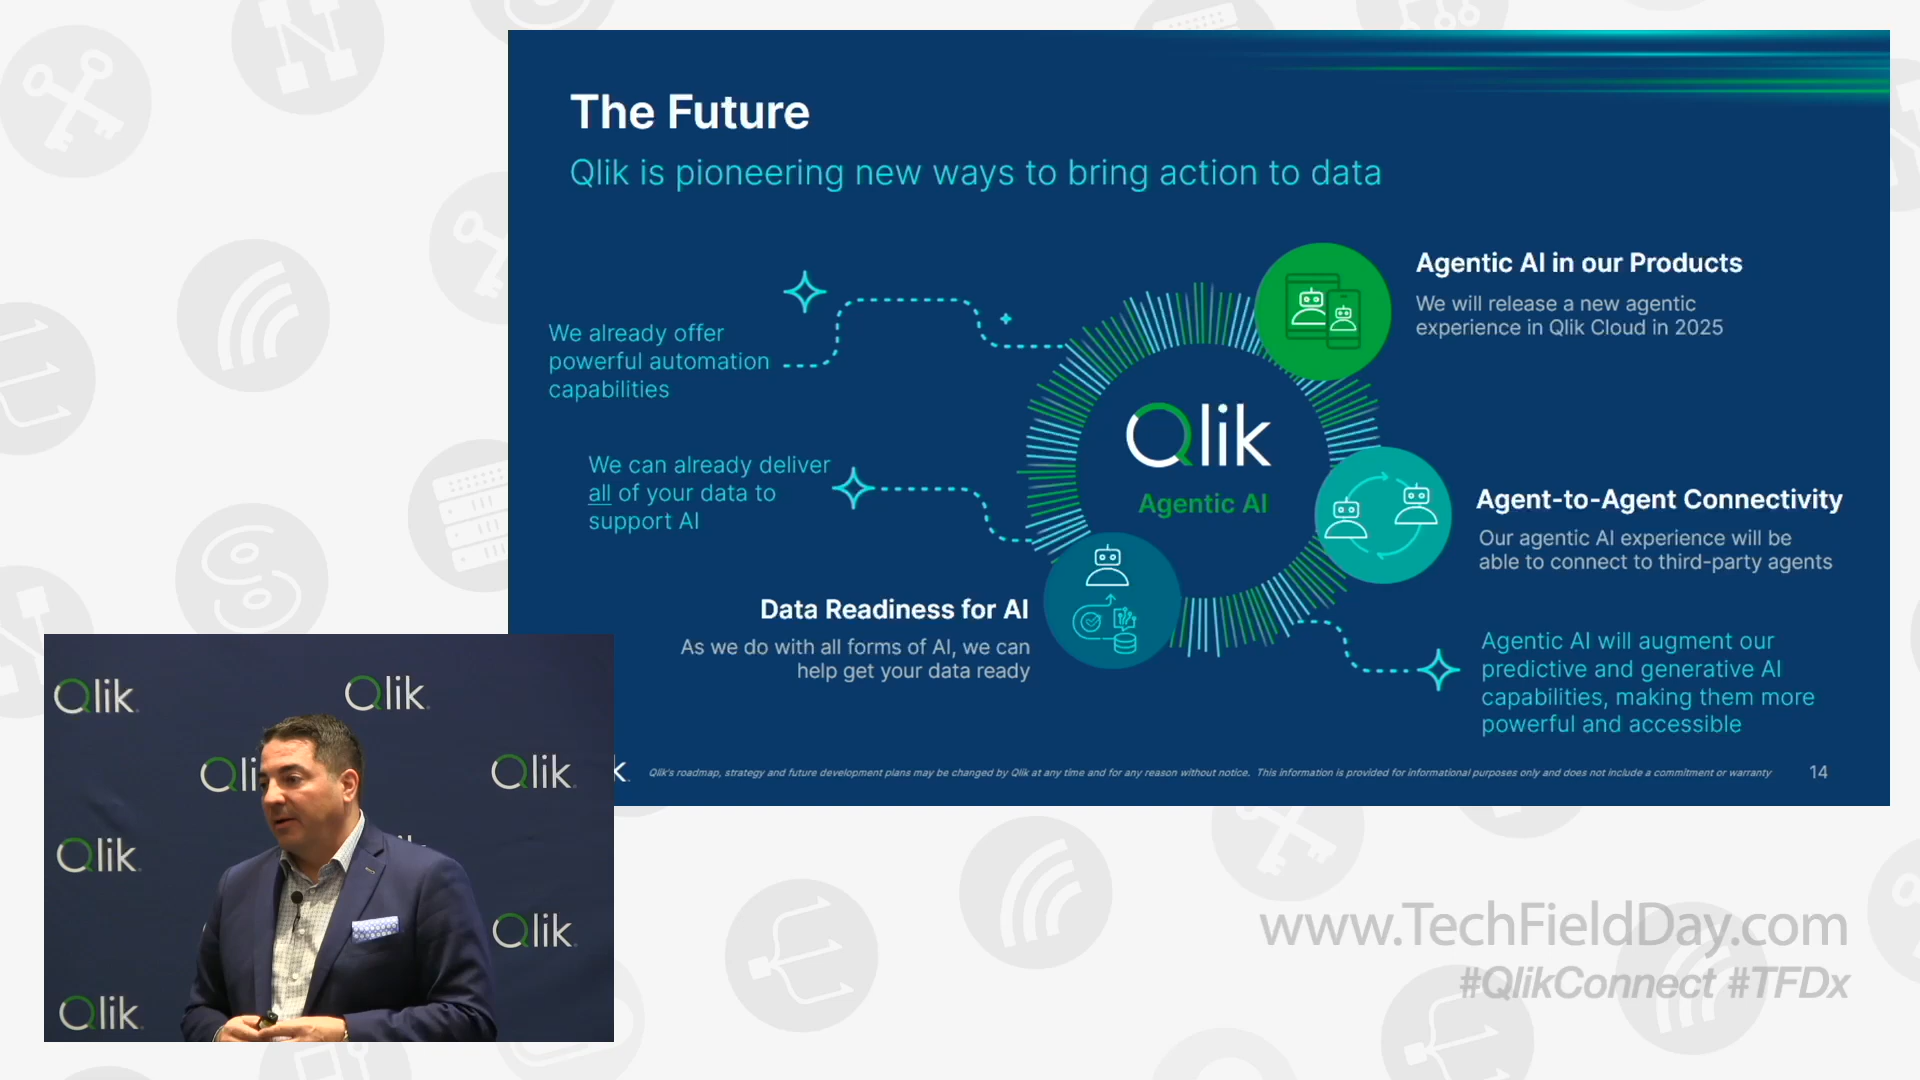 The Future
Qlik is pioneering new ways to bring action to data
We already offer
powerful automation
capabilities
We can already deliver
all of your data to
support AI
Data Readiness for AI
As we do with all forms of AI, we can
help get your data ready
Qlik
Agentic AI
Agentic AI in our Products
We will release a new agentic
experience in Qlik Cloud in 2025
Agent-to-Agent Connectivity
Our agentic AI experience will be
able to connect to third-party agents
Agentic AI will augment our
predictive and generative AI
capabilities, making them more
powerful and accessible
k.
Qlik's roadmap, strategy and future development plans may be changed by Qlik at any time and for any reason without notice. This information is provided for informational purposes only and does not include a commitment or warranty
14
Qlik.
Qlik.
Qli
Qlik.
Qlik.
Qlik.
Qlik.
www.TechFieldDay.com
#QlikConnect #TFDx